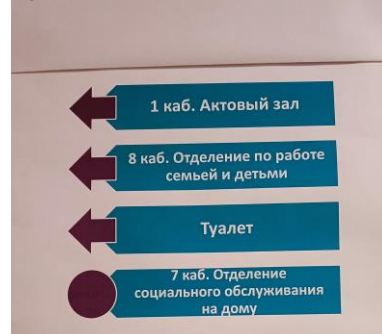 1 каб. Актовый зал
8 каб. Отделение по работе
семьей и детьми
Туалет
7 каб. Отделение
социального обслуживания
на дому